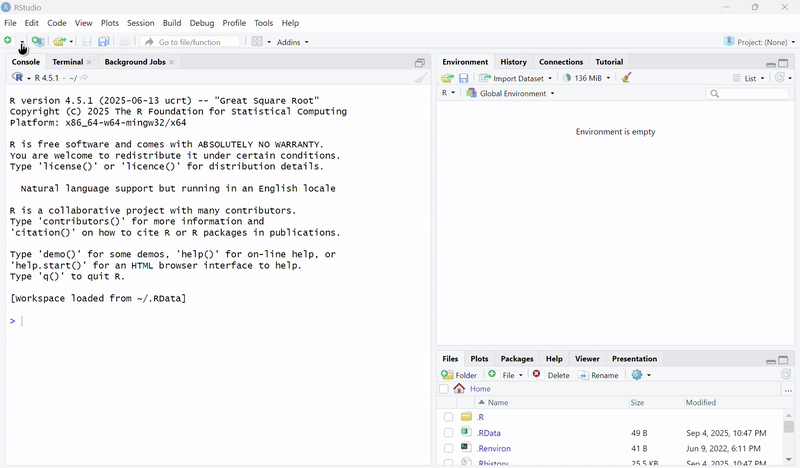 RStudio
File Edit Code View Plots Session Build Debug Profile Tools Help
Go to file/function Addins Project: (None)
Console Terminal Background Jobs
R R 4.5.1 · ~/
R version 4.5.1 (2025-06-13 ucrt) -- "Great Square Root"
Copyright (C) 2025 The R Foundation for Statistical Computing
Platform: x86_64-w64-mingw32/x64
R is free software and comes with ABSOLUTELY NO WARRANTY.
You are welcome to redistribute it under certain conditions.
Type 'license()' or 'licence()' for distribution details.
Natural language support but running in an English locale
R is a collaborative project with many contributors.
Type 'contributors()' for more information and
'citation()' on how to cite R or R packages in publications.
Type 'demo()' for some demos, 'help()' for on-line help, or
'help.start()' for an HTML browser interface to help.
Type 'q()' to quit R.
[Workspace loaded from ~/.RData]
>
Environment History Connections Tutorial
Import Dataset 136 MiB List
R Global Environment
Environment is empty
Files Plots Packages Help Viewer Presentation
Folder File Delete Rename
Home ...
Name Size Modified
.R
.RData 49 B Sep 4, 2025, 10:47 PM
.Renviron 41 B Jun 9, 2022, 6:11 PM
.Rhistory 25.5 KB Sep 4, 2025, 10:47 PM